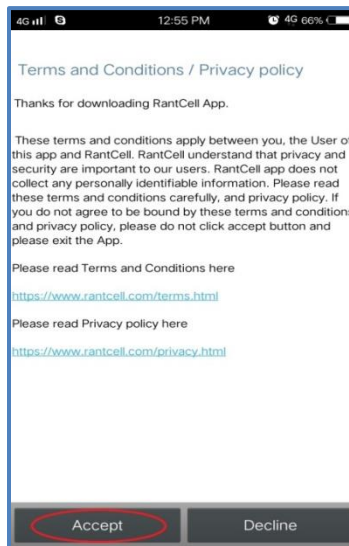 4G 12:55 PM 4G 66%
Terms and Conditions / Privacy policy
Thanks for downloading RantCell App.
These terms and conditions apply between you, the User of
this app and RantCell. RantCell understand that privacy and
security are important to our users. RantCell app does not
collect any personally identifiable information. Please read
these terms and conditions carefully, and privacy policy. If
you do not agree to be bound by these terms and conditions
and privacy policy, please do not click accept button and
please exit the App.
Please read Terms and Conditions here
https://www.rantcell.com/terms.html
Please read Privacy policy here
https://www.rantcell.com/privacy.html
Accept Decline